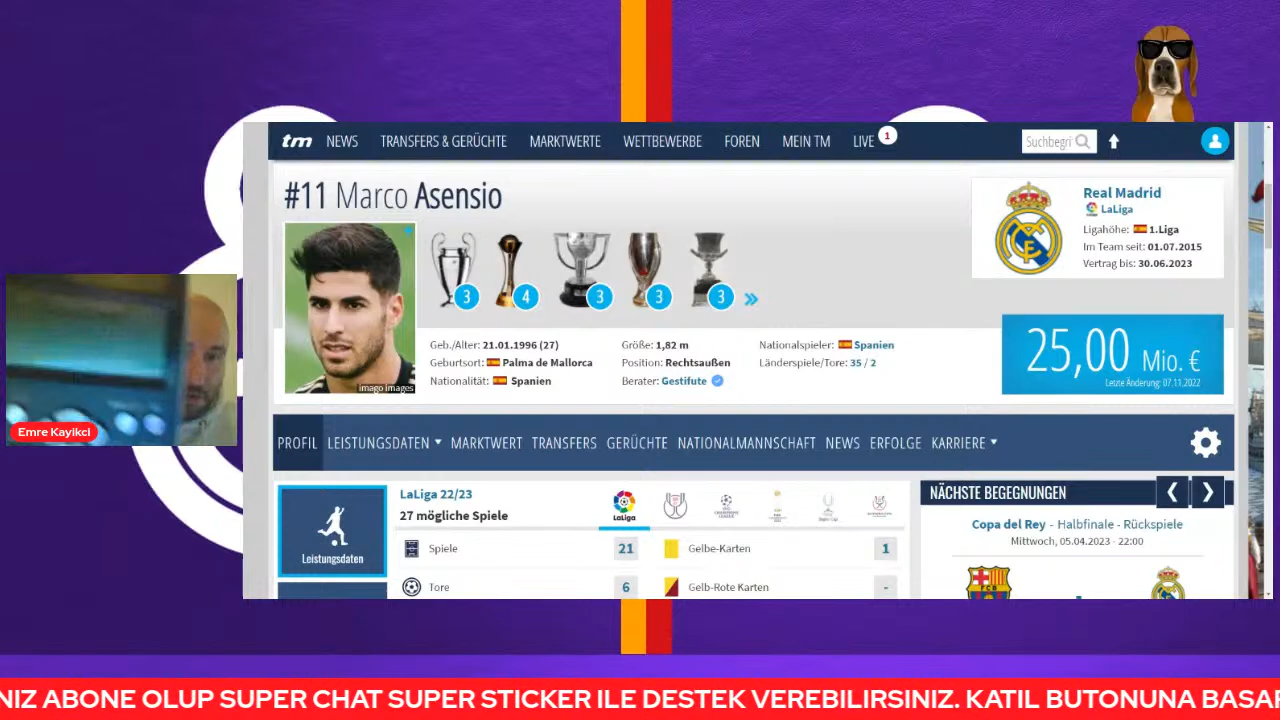 tm NEWS TRANSFERS & GERÜCHTE MARKTWERTE WETTBEWERBE FOREN MEIN TM LIVE 1 Suchbegri
#11 Marco Asensio
3 4 3 3 3 »
imago images
Geb./Alter: 21.01.1996 (27)
Geburtsort: Palma de Mallorca
Nationalität: Spanien
Größe: 1,82 m
Position: Rechtsaußen
Berater: Gestifute
Nationalspieler: Spanien
Länderspiele/Tore: 35 / 2
Real Madrid
LaLiga
Ligahöhe: 1.Liga
Im Team seit: 01.07.2015
Vertrag bis: 30.06.2023
25,00 Mio. €
Letzte Änderung: 07.11.2022
Emre Kayikci
PROFIL LEISTUNGSDATEN MARKTWERT TRANSFERS GERÜCHTE NATIONALMANNSCHAFT NEWS ERFOLGE KARRIERE
Leistungsdaten
LaLiga 22/23
27 mögliche Spiele
LaLiga
Spiele 21 Gelbe-Karten 1
Tore 6 Gelb-Rote Karten -
NÄCHSTE BEGEGNUNGEN
Copa del Rey - Halbfinale - Rückspiele
Mittwoch, 05.04.2023 - 22:00
NIZ ABONE OLUP SUPER CHAT SUPER STICKER ILE DESTEK VEREBILIRSINIZ. KATIL BUTONUNA BASAR